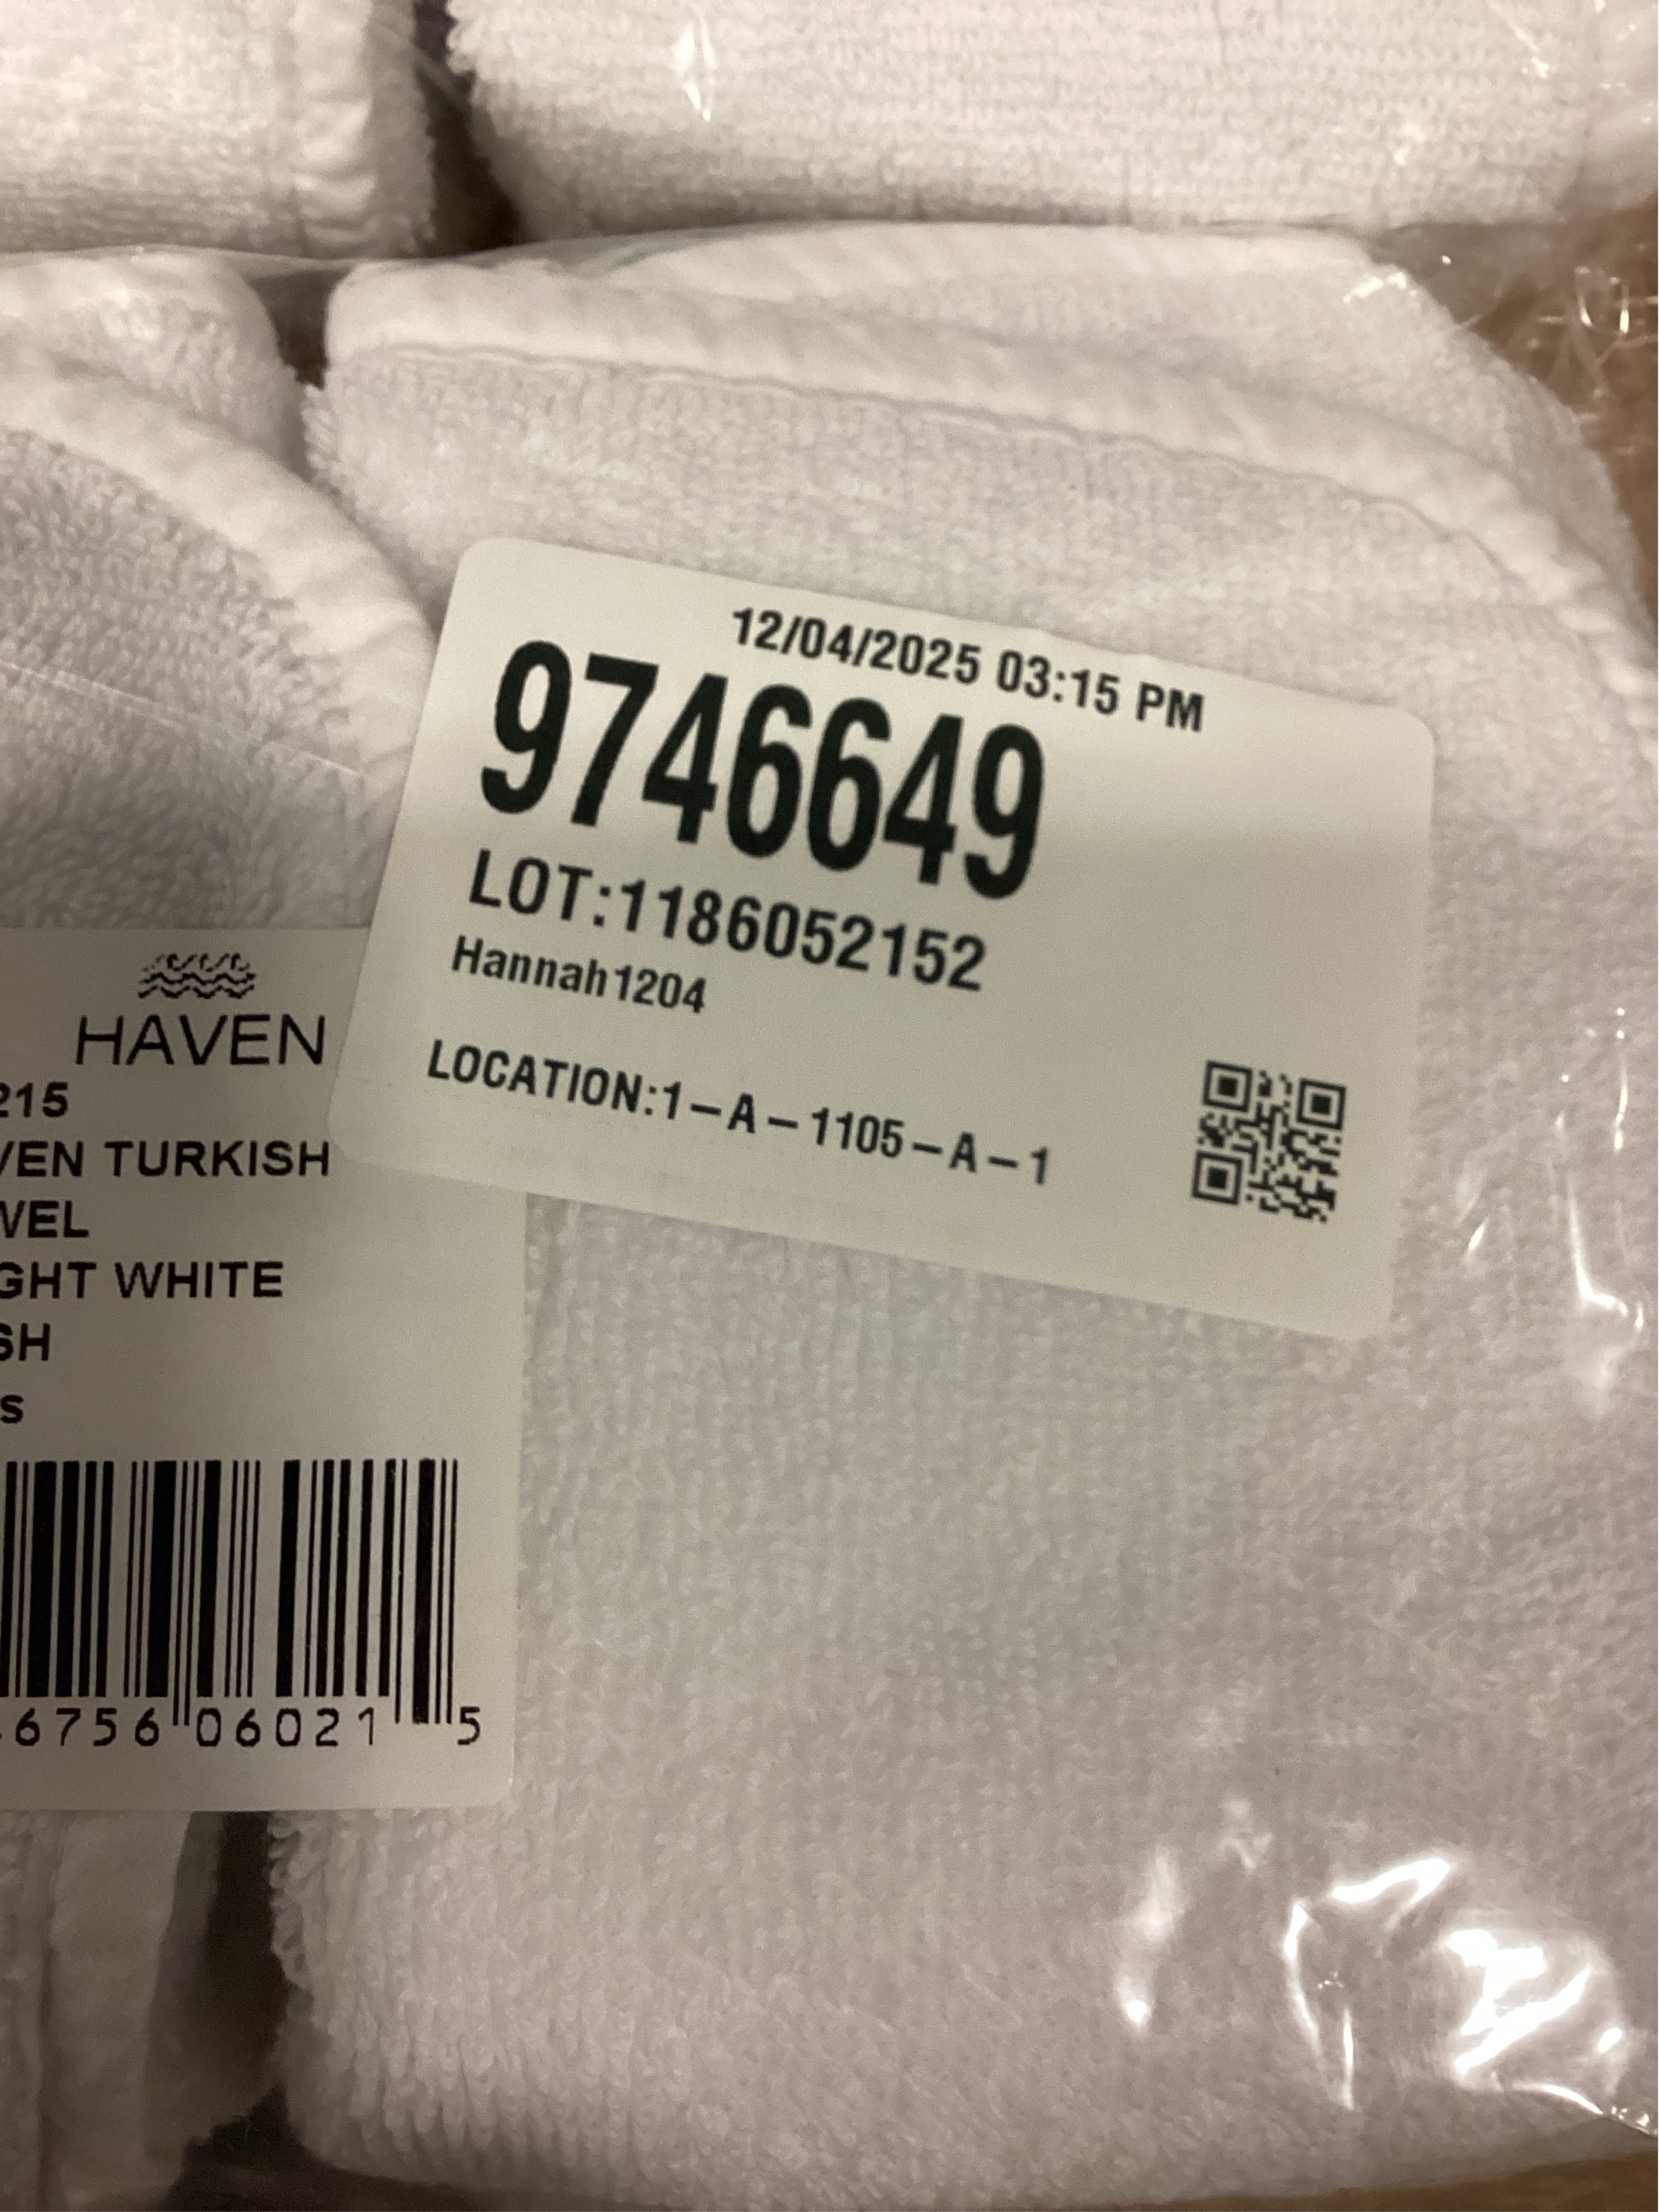 12/04/2025 03:15 PM
9746649
LOT:1186052152
Hannah1204
LOCATION:1-A-1105-A-1
HAVEN
215
VEN TURKISH
WEL
GHT WHITE
SH
s
6756 06021 5